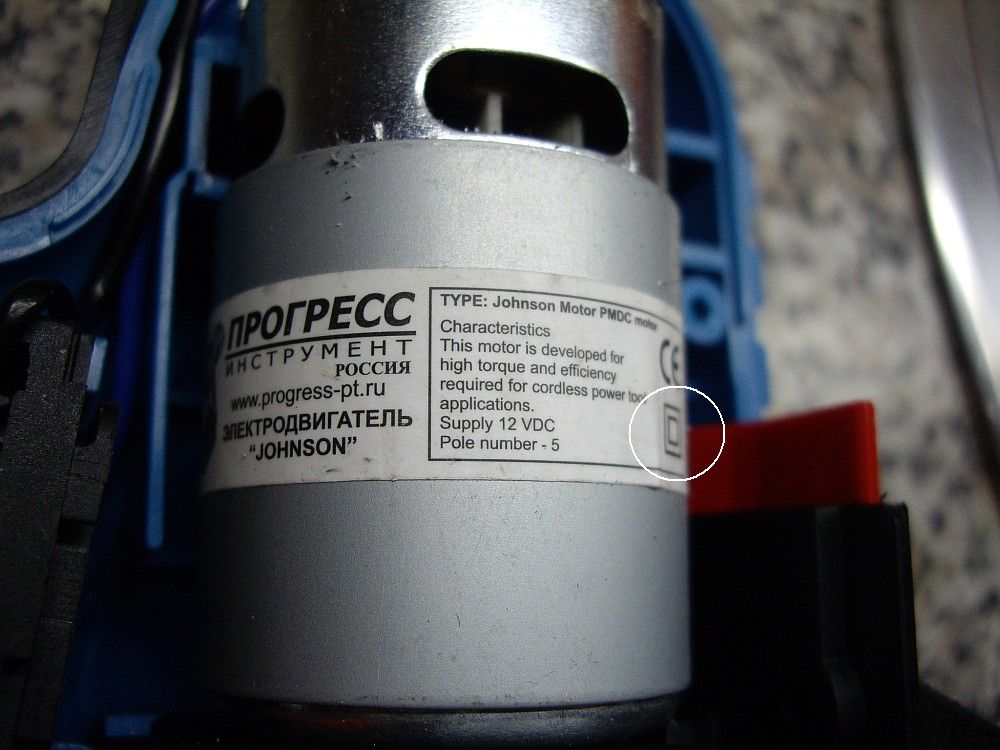 ПРОГРЕСС
ИНСТРУМЕНТ
РОССИЯ
www.progress-pt.ru
ЭЛЕКТРОДВИГАТЕЛЬ
“JOHNSON”
TYPE: Johnson Motor PMDC motor
Characteristics
This motor is developed for
high torque and efficiency
required for cordless power tool
applications.
Supply 12 VDC
Pole number - 5
CE